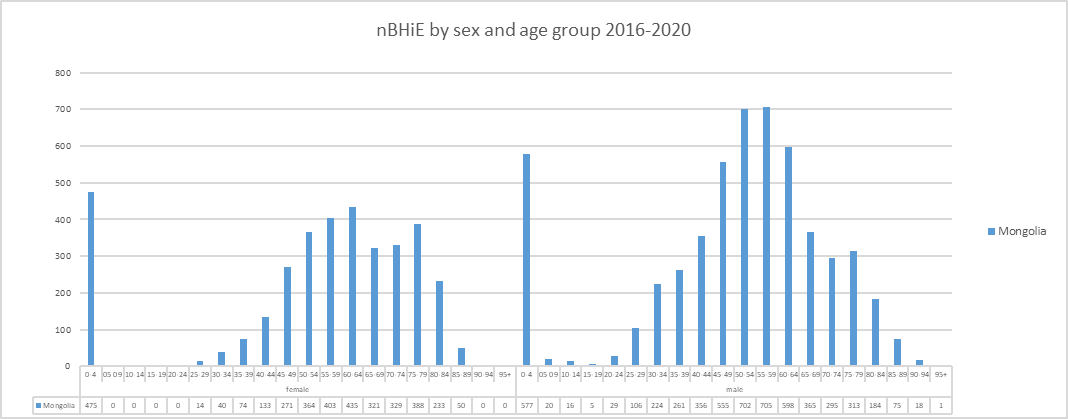 nBHiE by sex and age group 2016-2020
800
700
600
500
400
300
200
100
0
0 4 05 09 10 14 15 19 20 24 25 29 30 34 35 39 40 44 45 49 50 54 55 59 60 64 65 69 70 74 75 79 80 84 85 89 90 94 95+ 0 4 05 09 10 14 15 19 20 24 25 29 30 34 35 39 40 44 45 49 50 54 55 59 60 64 65 69 70 74 75 79 80 84 85 89 90 94 95+
female male
Mongolia 475 0 0 0 0 14 40 74 133 271 364 403 435 321 329 388 233 50 0 0 577 20 16 5 29 106 224 261 356 555 702 705 598 365 295 313 184 75 18 1
Mongolia